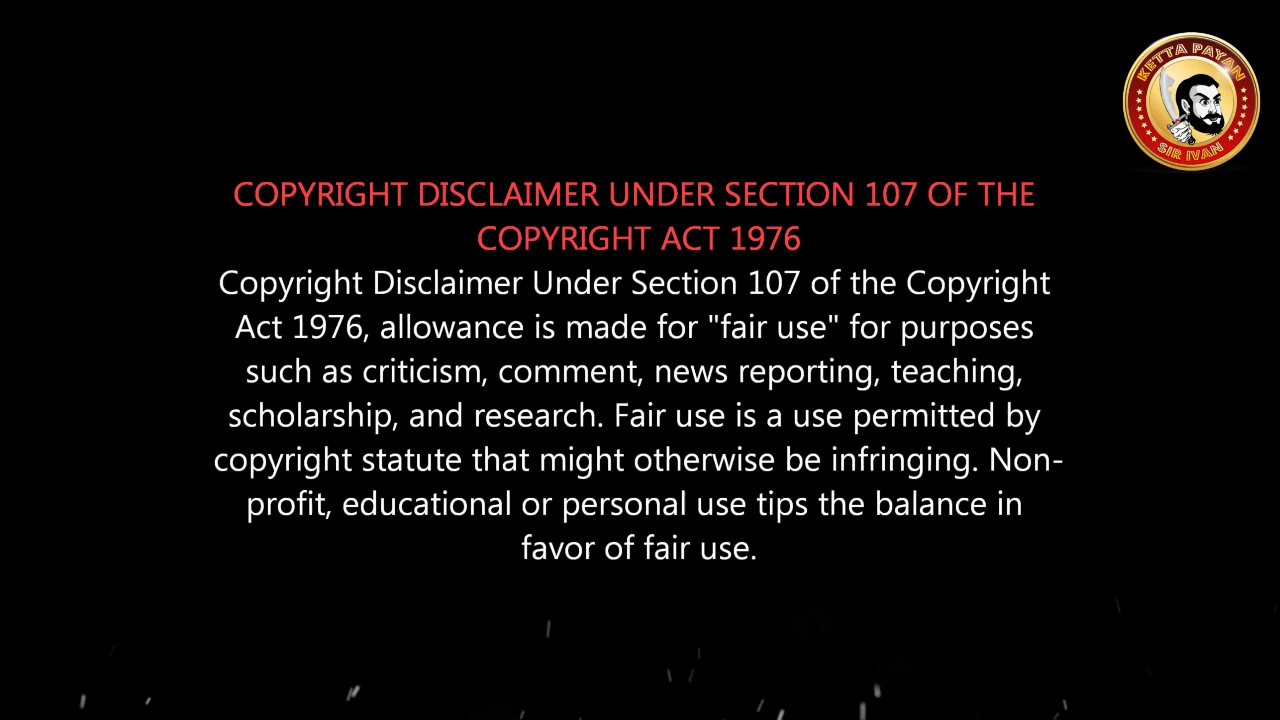 KETTA PAYAN
SIR IVAN
COPYRIGHT DISCLAIMER UNDER SECTION 107 OF THE
COPYRIGHT ACT 1976
Copyright Disclaimer Under Section 107 of the Copyright
Act 1976, allowance is made for "fair use" for purposes
such as criticism, comment, news reporting, teaching,
scholarship, and research. Fair use is a use permitted by
copyright statute that might otherwise be infringing. Non-
profit, educational or personal use tips the balance in
favor of fair use.